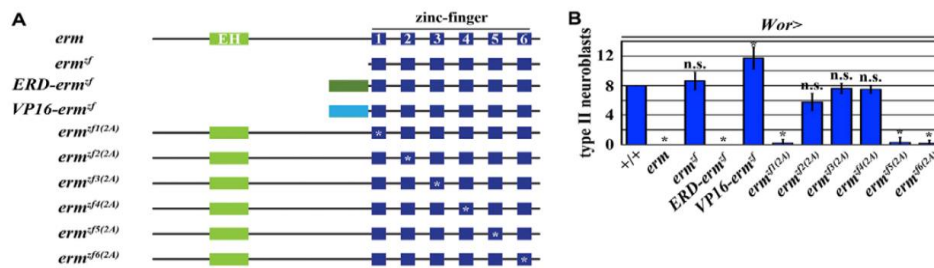 A
zinc-finger
erm EH 1 2 3 4 5 6
erm^zf
ERD-erm^zf
VP16-erm^zf
erm^zf1(2A) *
erm^zf2(2A) *
erm^zf3(2A) *
erm^zf4(2A) *
erm^zf5(2A) *
erm^zf6(2A) *
B
Wor>
type II neuroblasts
12
8
4
0
* n.s. * * * n.s. n.s. n.s. * *
+/+
erm
erm^zf
ERD-erm^zf
VP16-erm^zf
erm^zf1(2A)
erm^zf2(2A)
erm^zf3(2A)
erm^zf4(2A)
erm^zf5(2A)
erm^zf6(2A)